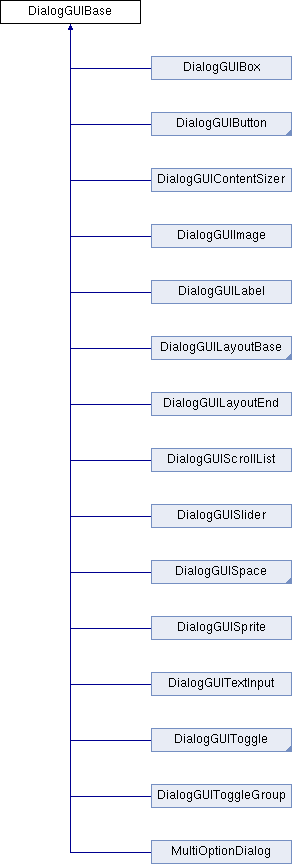 DialogGUIBase
DialogGUIBox
DialogGUIButton
DialogGUIContentSizer
DialogGUIImage
DialogGUILabel
DialogGUILayoutBase
DialogGUILayoutEnd
DialogGUIScrollList
DialogGUISlider
DialogGUISpace
DialogGUISprite
DialogGUITextInput
DialogGUIToggle
DialogGUIToggleGroup
MultiOptionDialog